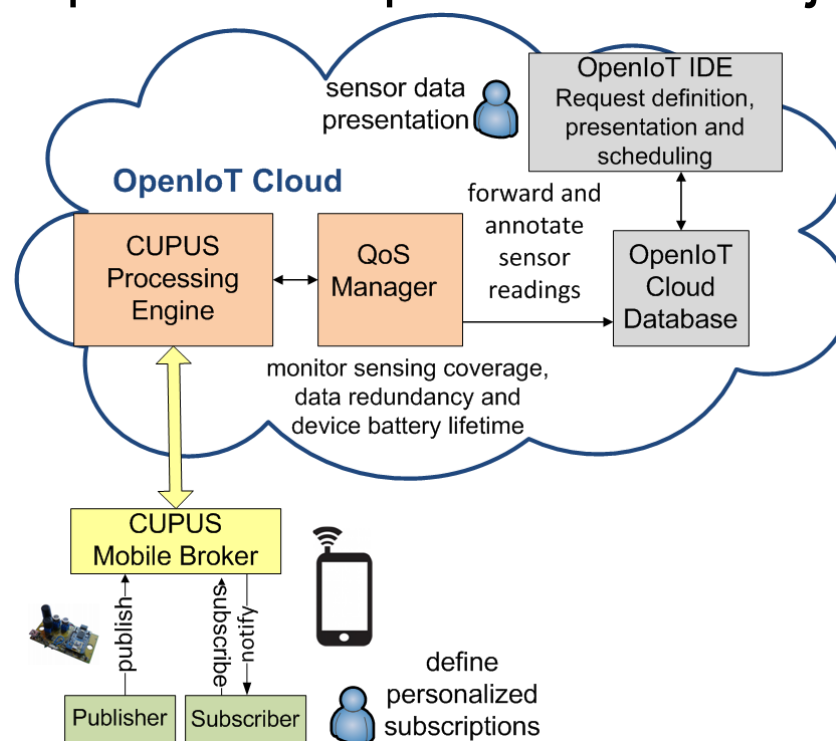 sensor data
presentation
OpenIoT IDE
Request definition,
presentation and
scheduling
OpenIoT Cloud
forward and
annotate
sensor
readings
CUPUS
Processing
Engine
QoS
Manager
OpenIoT
Cloud
Database
monitor sensing coverage,
data redundancy and
device battery lifetime
CUPUS
Mobile Broker
publish
subscribe
notify
define
personalized
subscriptions
Publisher
Subscriber